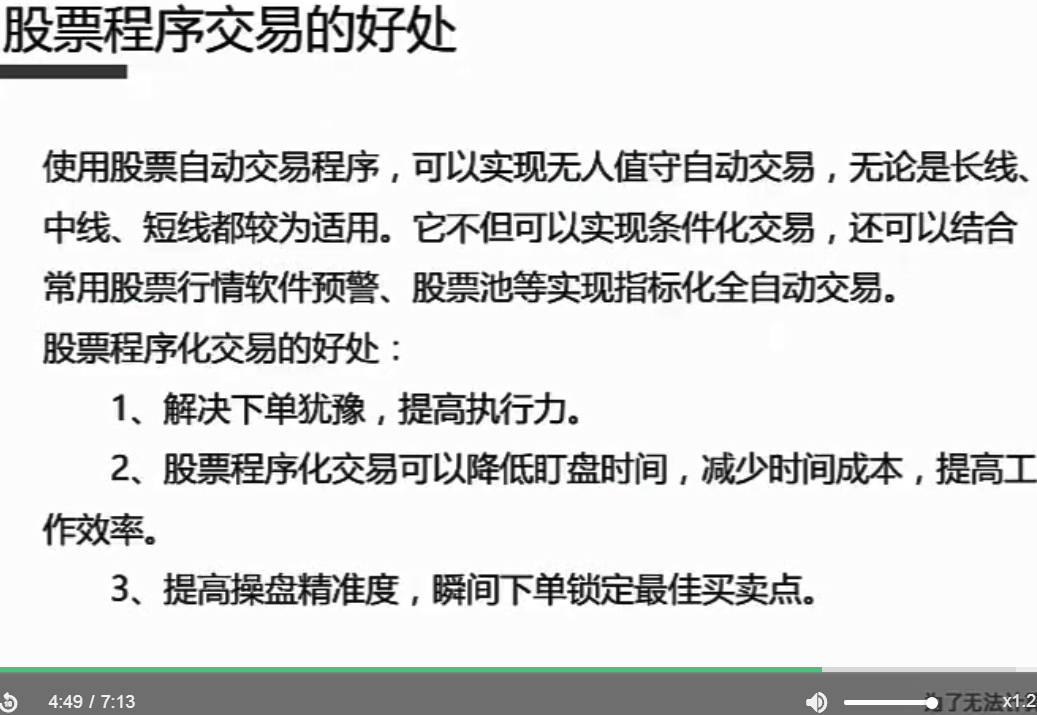 股票程序交易的好处
使用股票自动交易程序，可以实现无人值守自动交易，无论是长线、
中线、短线都较为适用。它不但可以实现条件化交易，还可以结合
常用股票行情软件预警、股票池等实现指标化全自动交易。
股票程序化交易的好处：
1、解决下单犹豫，提高执行力。
2、股票程序化交易可以降低盯盘时间，减少时间成本，提高工
作效率。
3、提高操盘精准度，瞬间下单锁定最佳买卖点。
4:49 / 7:13
为了无法
x1.2